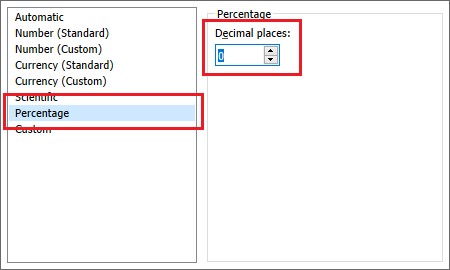 Automatic
Number (Standard)
Number (Custom)
Currency (Standard)
Currency (Custom)
Scientific
Percentage
Custom
Percentage
Decimal places:
0